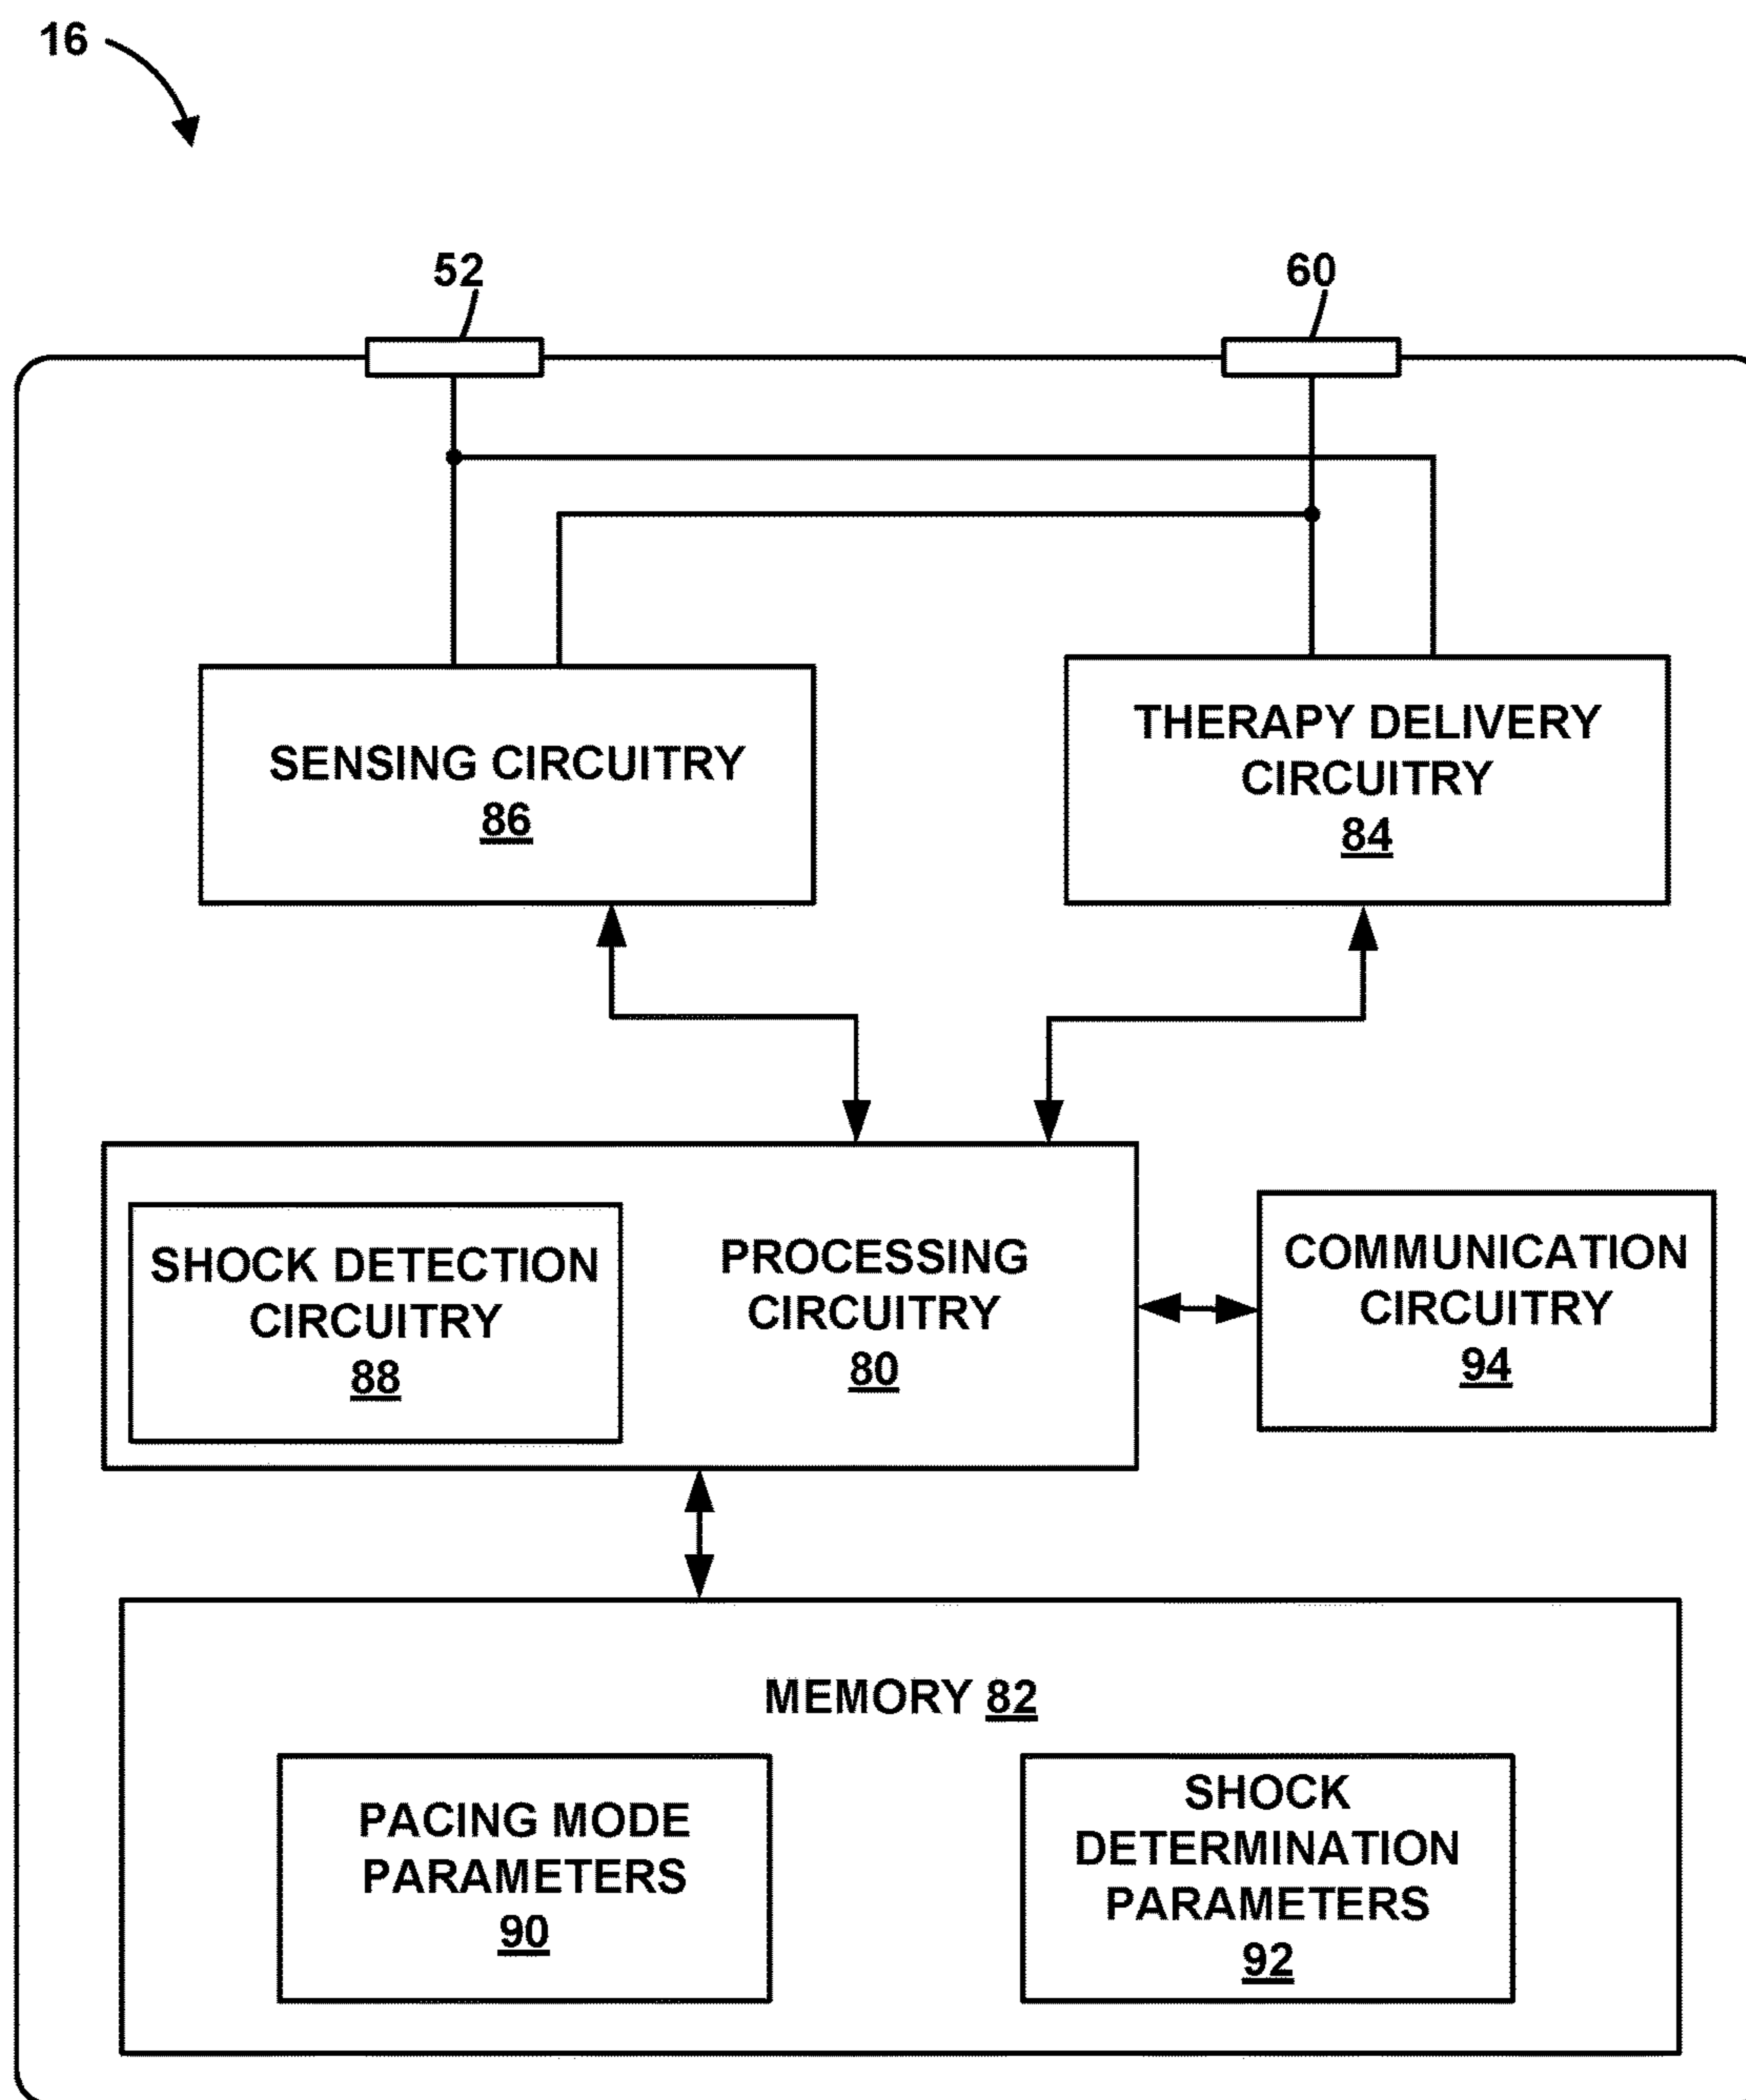 16
52
60
SENSING CIRCUITRY
86
THERAPY DELIVERY
CIRCUITRY
84
SHOCK DETECTION
CIRCUITRY
88
PROCESSING
CIRCUITRY
80
COMMUNICATION
CIRCUITRY
94
MEMORY 82
PACING MODE
PARAMETERS
90
SHOCK
DETERMINATION
PARAMETERS
92